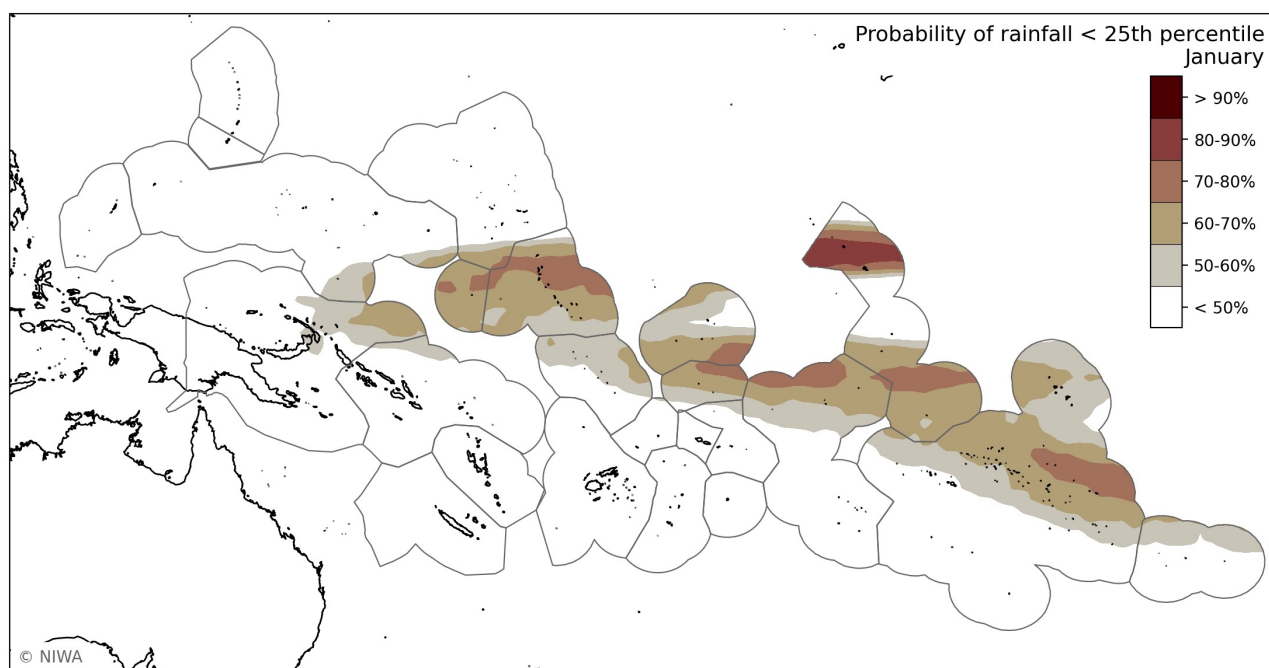 Probability of rainfall < 25th percentile
January
> 90%
80-90%
70-80%
60-70%
50-60%
< 50%
© NIWA